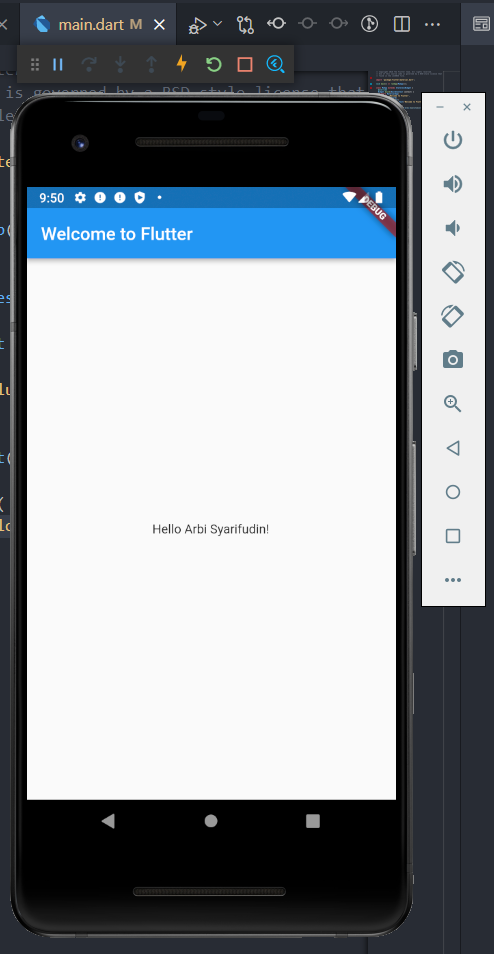 main.dart M
is governed by a BSD-style license that
9:50
DEBUG
Welcome to Flutter
Hello Arbi Syarifudin!